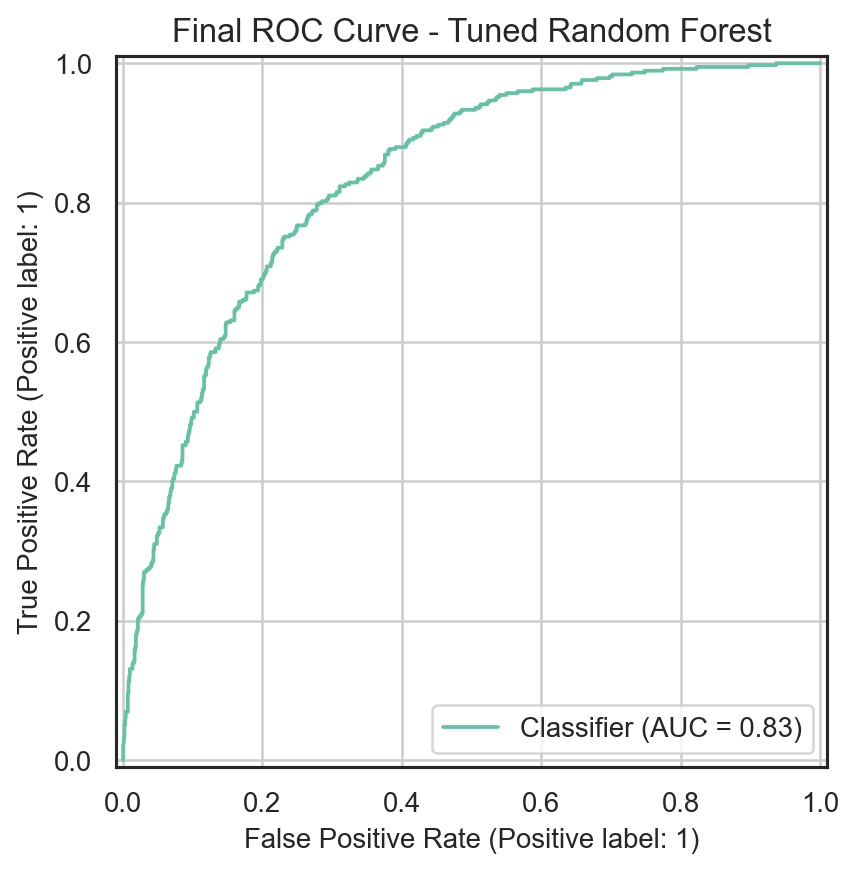 Final ROC Curve - Tuned Random Forest
True Positive Rate (Positive label: 1)
1.0
0.8
0.6
0.4
0.2
0.0
Classifier (AUC = 0.83)
0.0 0.2 0.4 0.6 0.8 1.0
False Positive Rate (Positive label: 1)